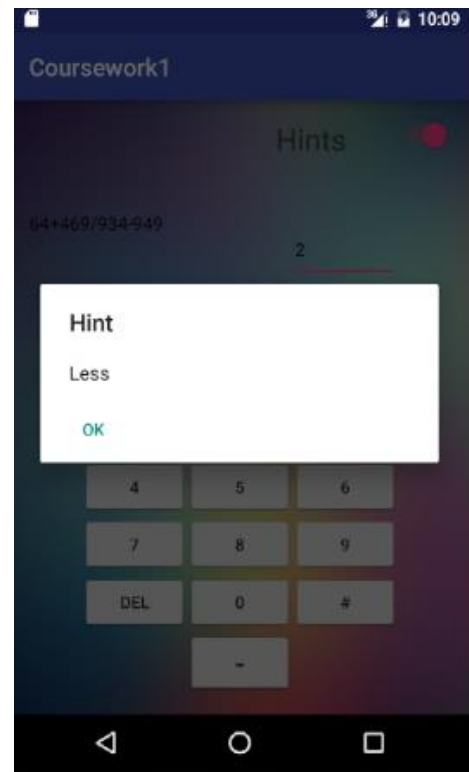 3G 10:09
Coursework1
Hints
64+469/934-949
2
Hint
Less
OK
4 5 6
7 8 9
DEL 0 #
-